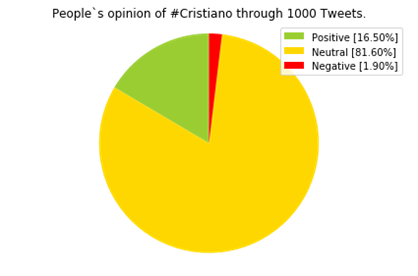 People`s opinion of #Cristiano through 1000 Tweets.
Positive [16.50%]
Neutral [81.60%]
Negative [1.90%]